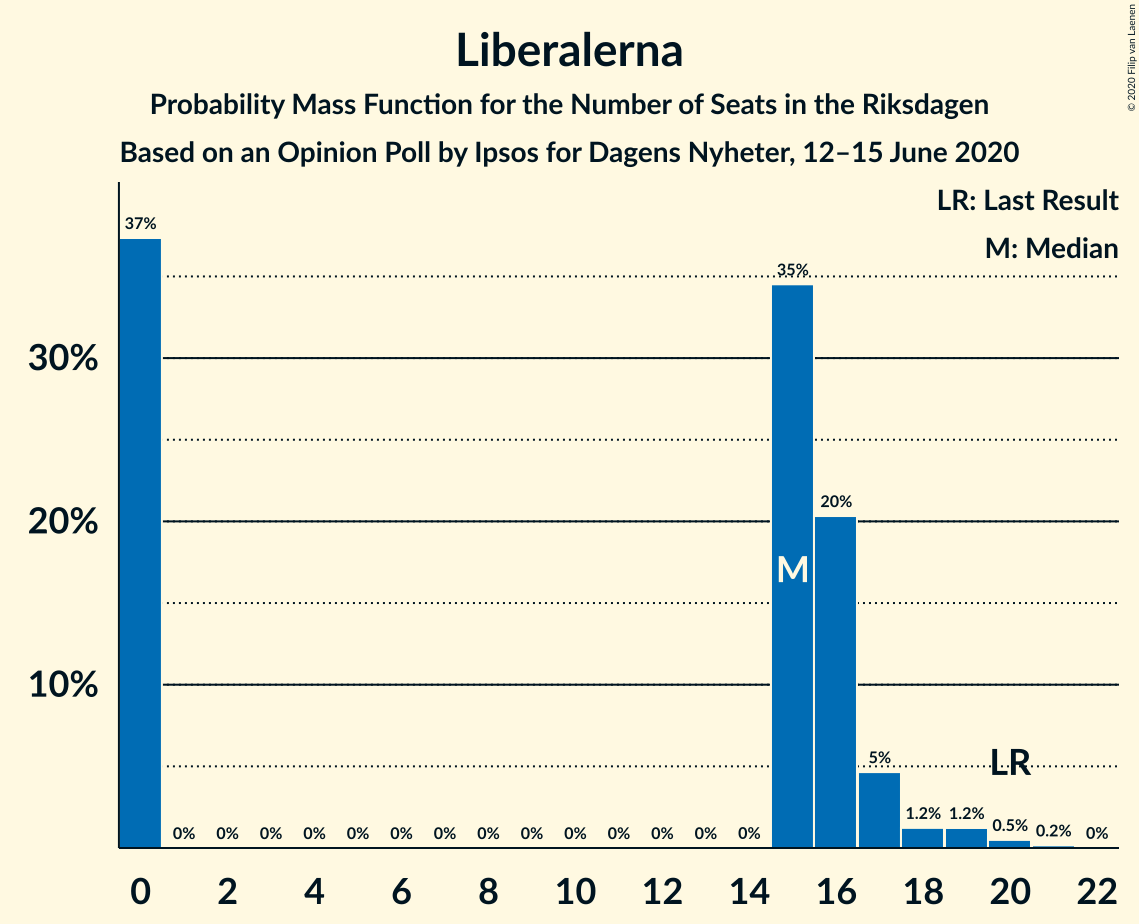 Liberalerna
Probability Mass Function for the Number of Seats in the Riksdagen
Based on an Opinion Poll by Ipsos for Dagens Nyheter, 12–15 June 2020
© 2020 Filip van Laenen
LR: Last Result
M: Median
37%
35%
30%
20%
20%
M
10%
5%
LR
0% 0% 0% 0% 0% 0% 0% 0% 0% 0% 0% 0% 0% 0% 1.2% 1.2% 0.5% 0.2% 0%
0 2 4 6 8 10 12 14 16 18 20 22